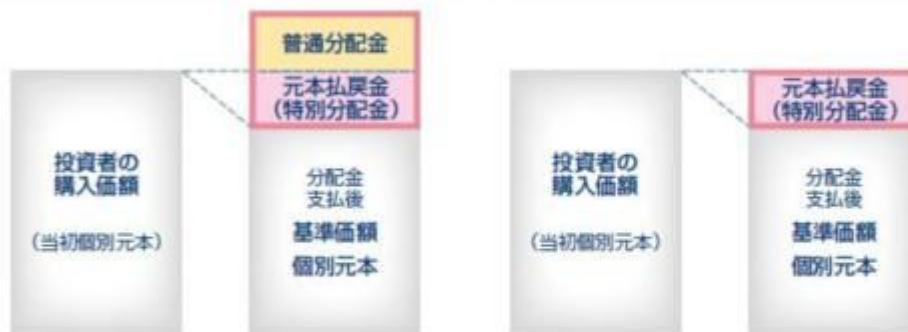 普通分配金
元本払戻金
（特別分配金）
投資者の
購入価額
（当初個別元本）
分配金
支払後
基準価額
個別元本
元本払戻金
（特別分配金）
投資者の
購入価額
（当初個別元本）
分配金
支払後
基準価額
個別元本